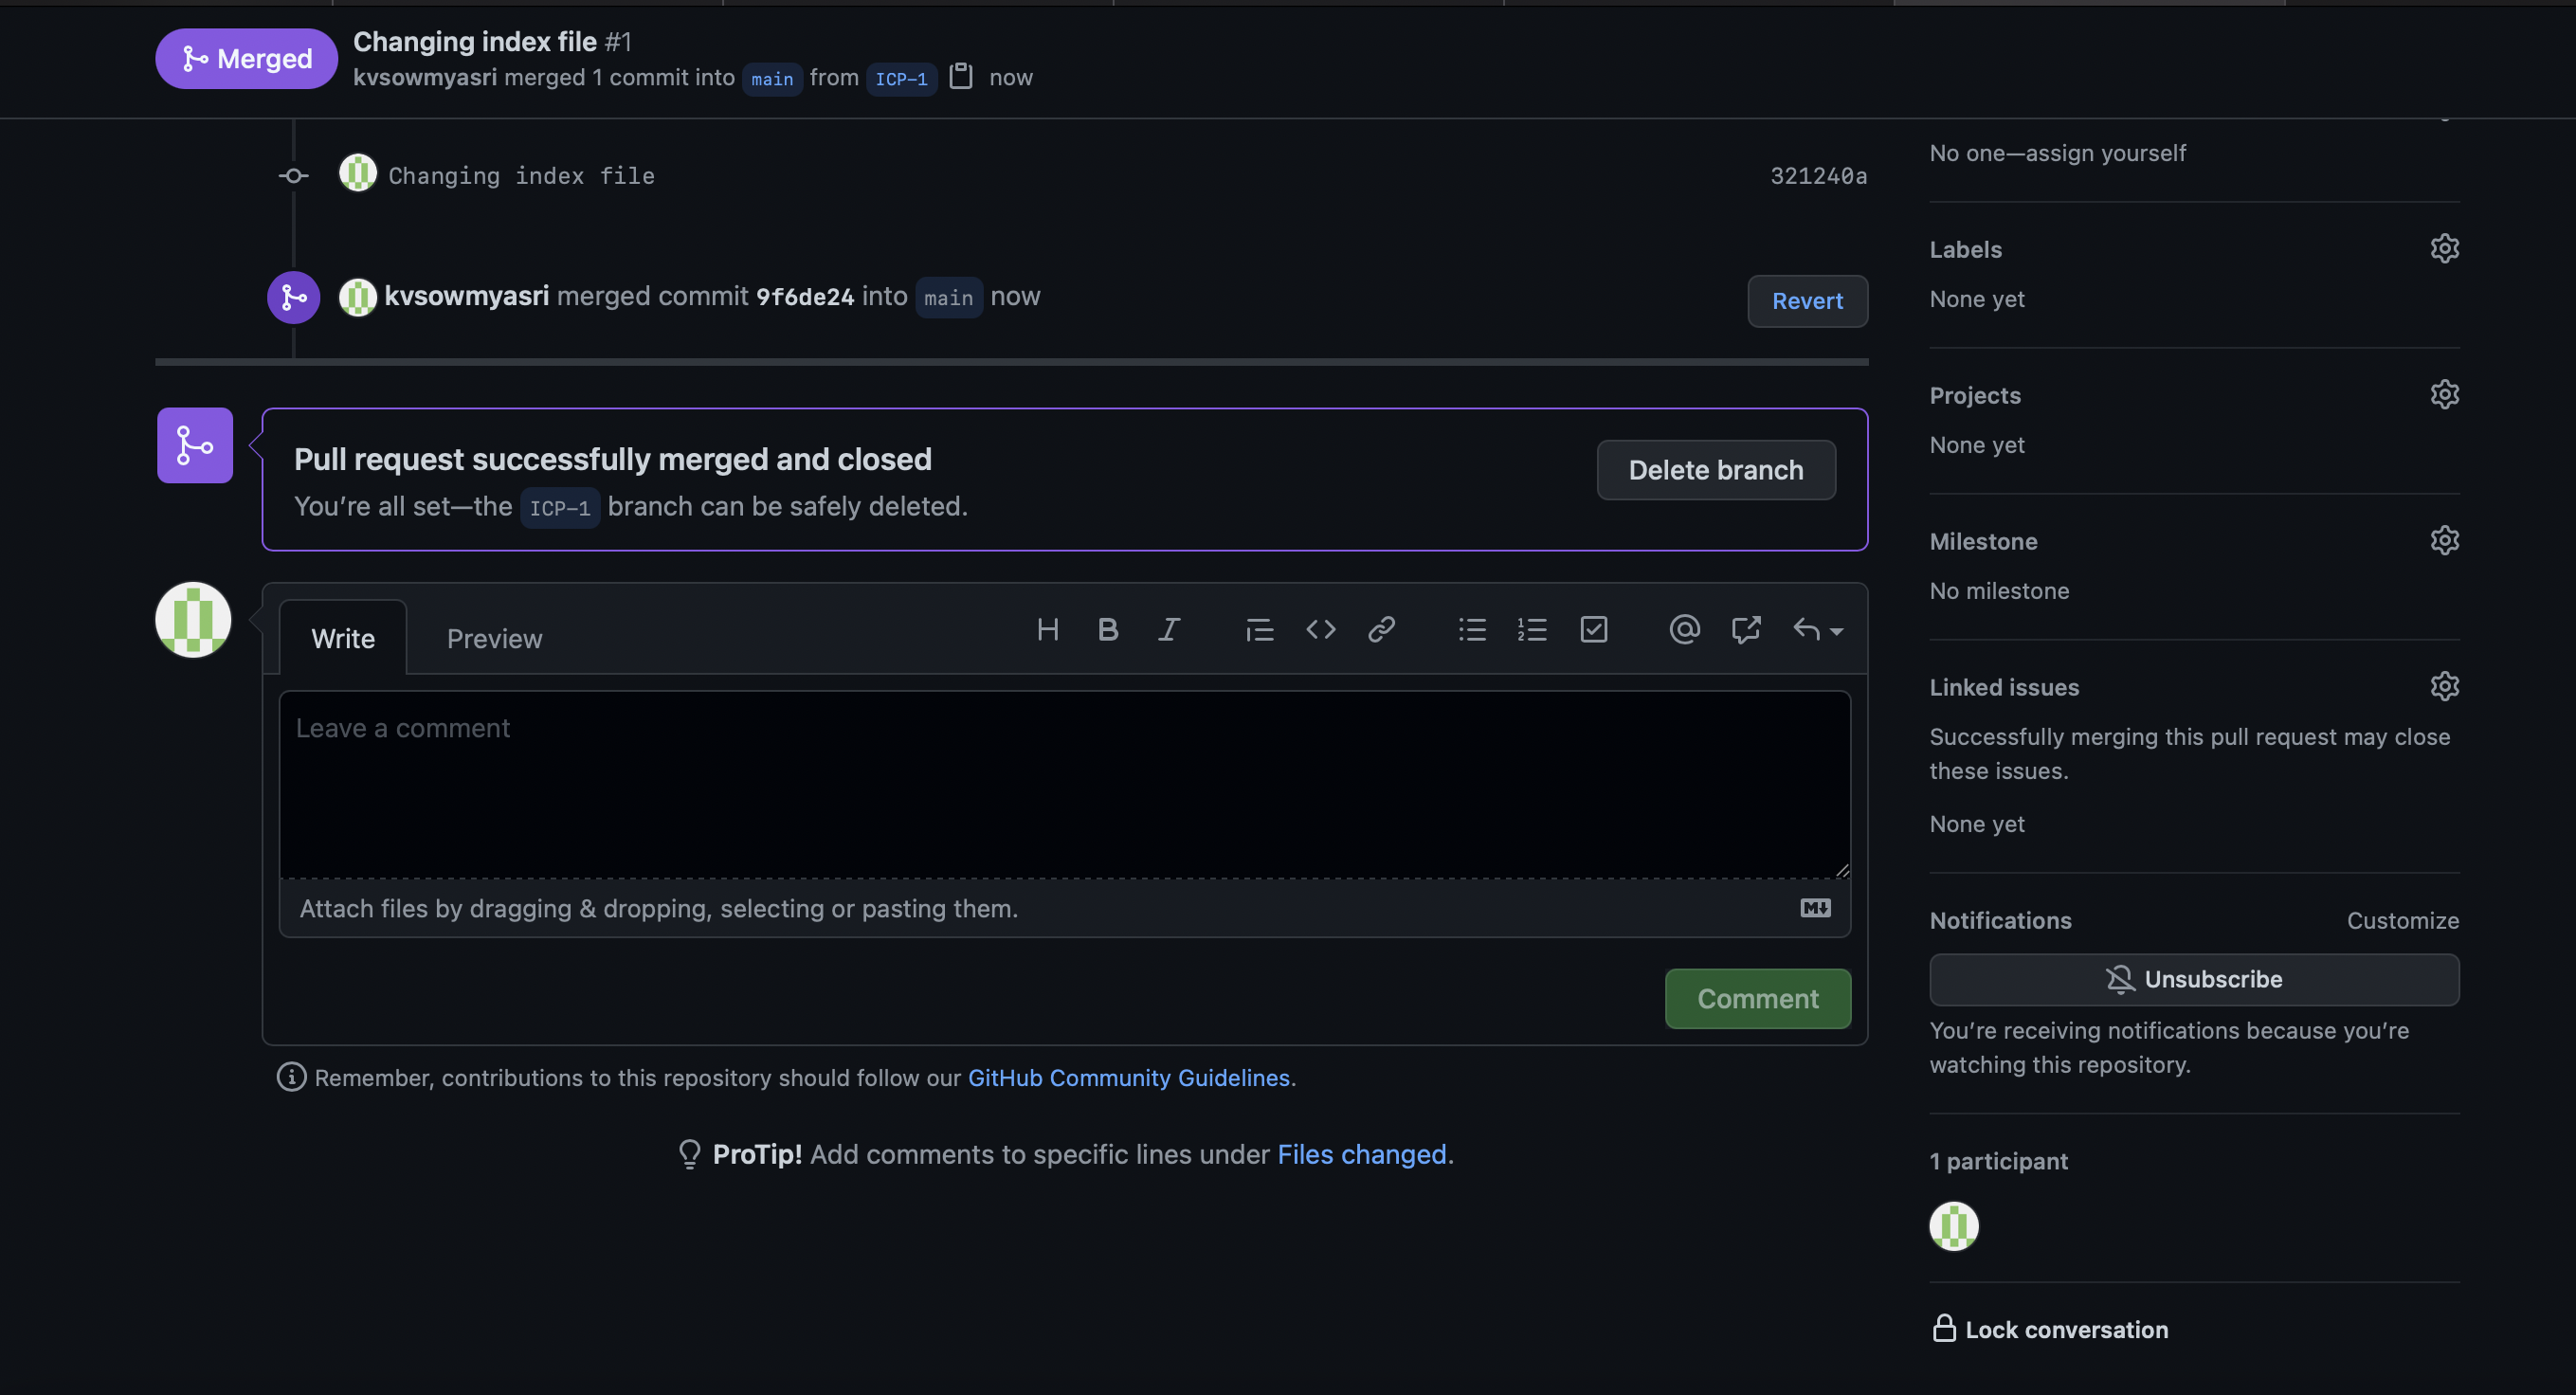 Merged
Changing index file #1
kvsowmyasri merged 1 commit into main from ICP-1 now
Changing index file 321240a
kvsowmyasri merged commit 9f6de24 into main now
Revert
Pull request successfully merged and closed
You're all set—the ICP-1 branch can be safely deleted.
Delete branch
Write Preview
Leave a comment
Attach files by dragging & dropping, selecting or pasting them.
Comment
Remember, contributions to this repository should follow our GitHub Community Guidelines.
ProTip! Add comments to specific lines under Files changed.
No one—assign yourself
Labels
None yet
Projects
None yet
Milestone
No milestone
Linked issues
Successfully merging this pull request may close
these issues.
None yet
Notifications Customize
Unsubscribe
You're receiving notifications because you're
watching this repository.
1 participant
Lock conversation